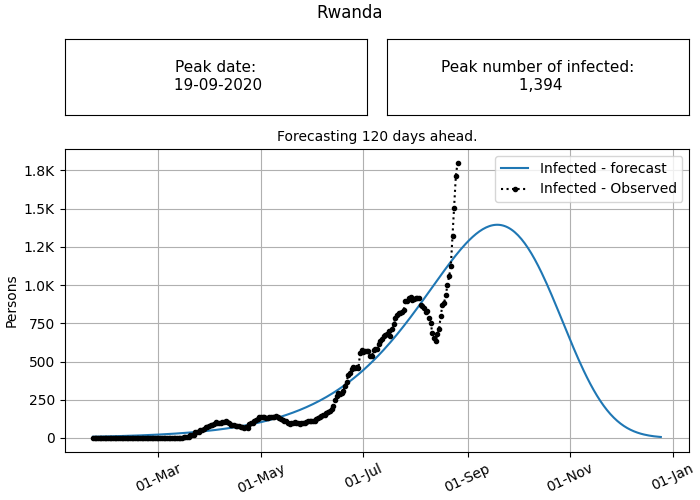 Rwanda
Peak date:
19-09-2020
Peak number of infected:
1,394
Forecasting 120 days ahead.
Infected - forecast
Infected - Observed
1.8K
1.5K
1.2K
1.0K
750
500
250
0
Persons
01-Mar
01-May
01-Jul
01-Sep
01-Nov
01-Jan